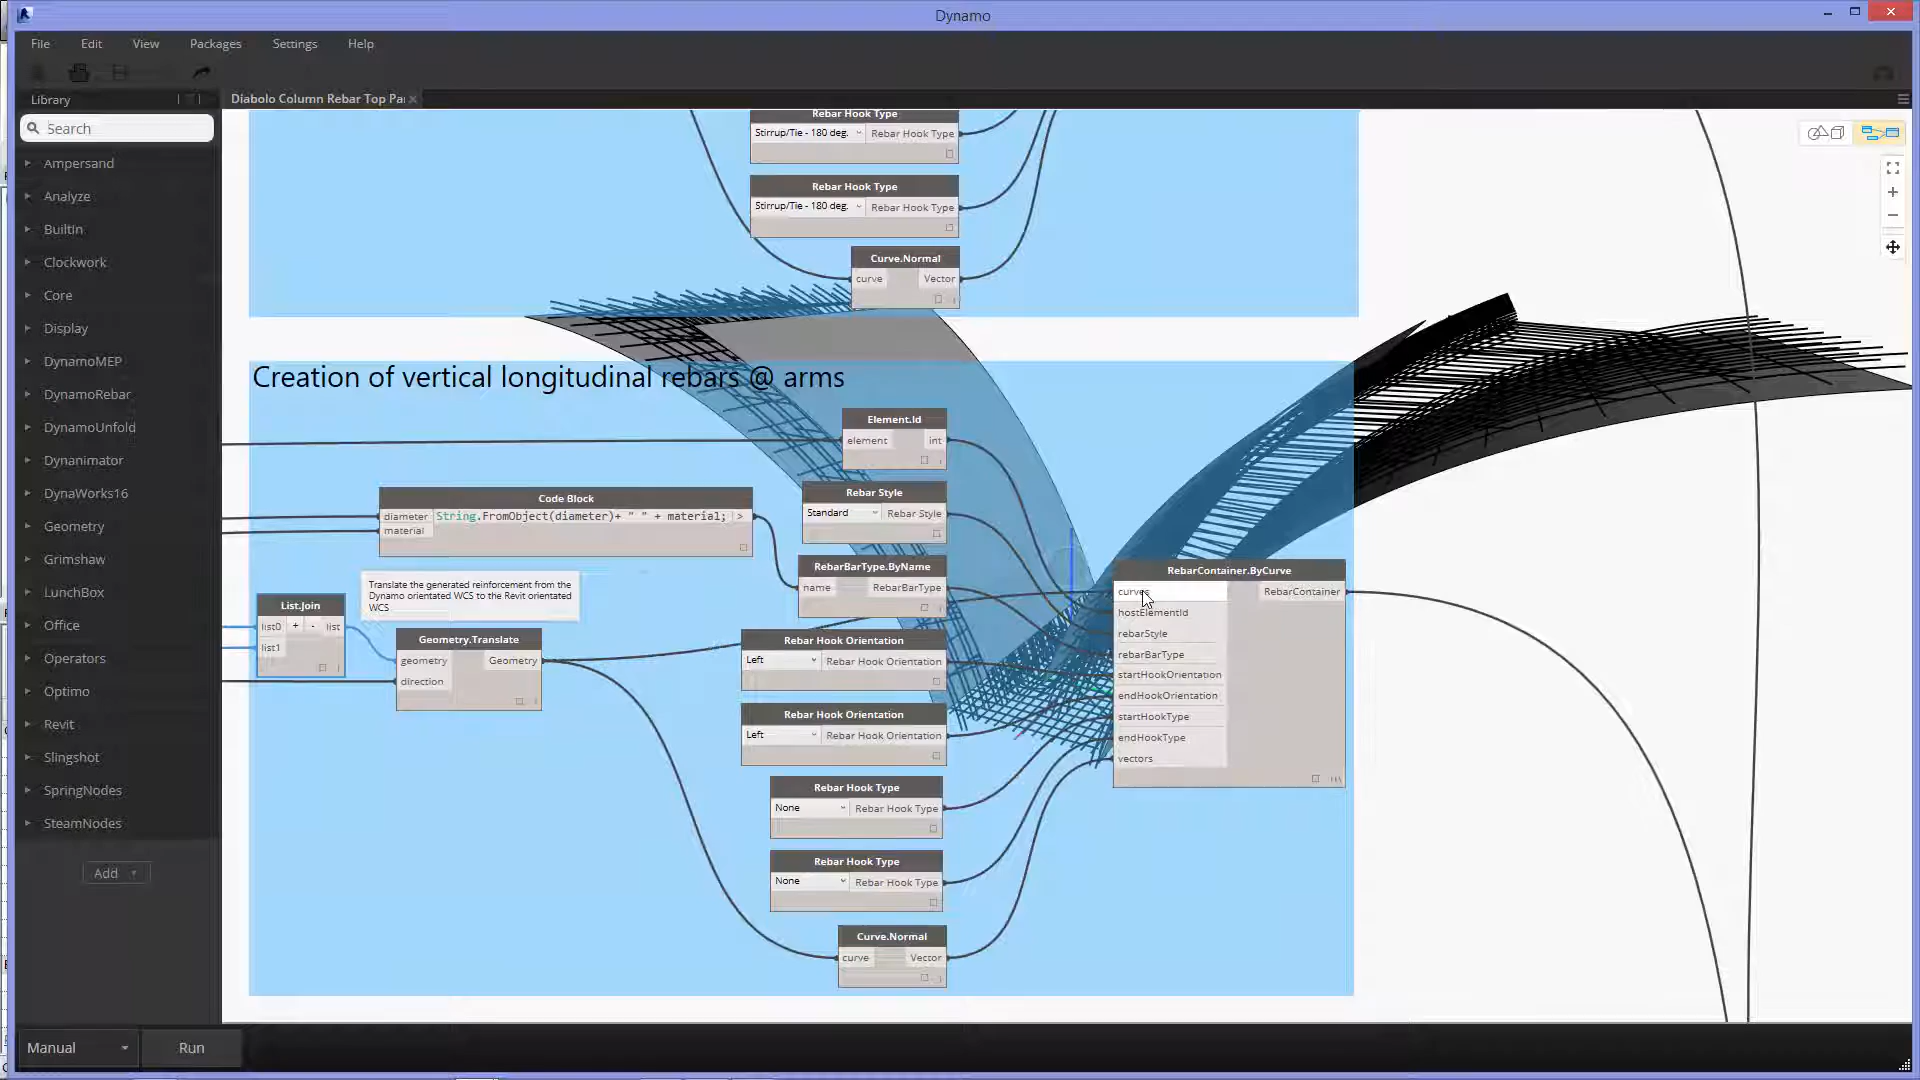 Dynamo
File Edit View Packages Settings Help
Library
Diabolo Column Rebar Top Pa
Search
Ampersand
Analyze
BuiltIn
Clockwork
Core
Display
DynamoMEP
DynamoRebar
DynamoUnfold
Dynanimator
DynaWorks16
Geometry
Grimshaw
LunchBox
Office
Operators
Optimo
Revit
Slingshot
SpringNodes
SteamNodes
Add
Manual
Run
Rebar Hook Type
Stirrup/Tie - 180 deg. Rebar Hook Type
Rebar Hook Type
Stirrup/Tie - 180 deg. Rebar Hook Type
Curve.Normal
curve Vector
Creation of vertical longitudinal rebars @ arms
Element.Id
element int
Rebar Style
Standard Rebar Style
Code Block
diameter String.FromObject(diameter)+ " " + material; >
material
RebarBarType.ByName
name RebarBarType
Translate the generated reinforcement from the
Dynamo orientated WCS to the Revit orientated
WCS
List.Join
list0 + - list
list1
Geometry.Translate
geometry Geometry
direction
Rebar Hook Orientation
Left Rebar Hook Orientation
Rebar Hook Orientation
Left Rebar Hook Orientation
Rebar Hook Type
None Rebar Hook Type
Rebar Hook Type
None Rebar Hook Type
Curve.Normal
curve Vector
RebarContainer.ByCurve
curves RebarContainer
hostElementId
rebarStyle
rebarBarType
startHookOrientation
endHookOrientation
startHookType
endHookType
vectors